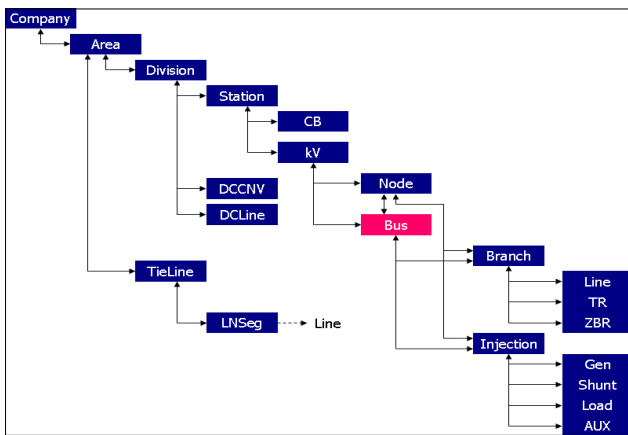 Company
Area
Division
Station
CB
kV
Node
DCCNV
DCLine
Bus
Branch
TieLine
Line
TR
LNSeg
Line
ZBR
Injection
Gen
Shunt
Load
AUX